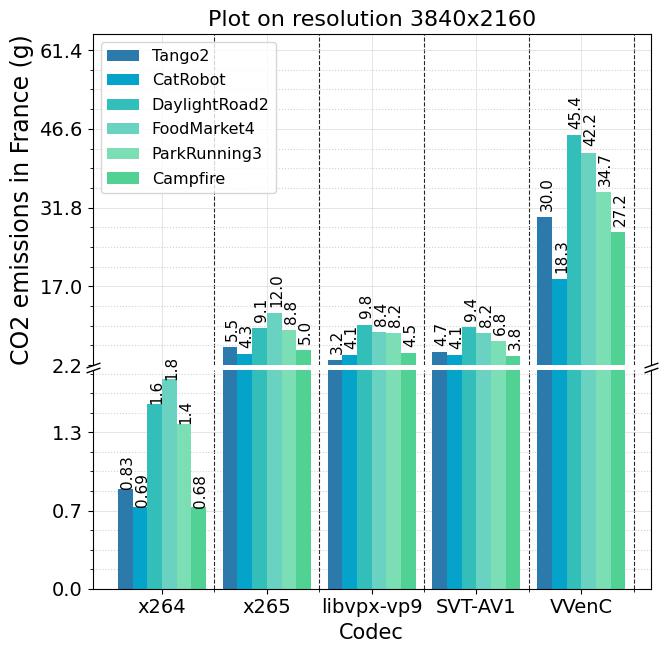 Plot on resolution 3840x2160
CO2 emissions in France (g)
61.4
46.6
31.8
17.0
2.2
1.3
0.7
0.0
Tango2
CatRobot
DaylightRoad2
FoodMarket4
ParkRunning3
Campfire
0.83
0.69
1.6
1.8
1.4
0.68
5.5
4.3
9.1
12.0
8.8
5.0
3.2
4.1
9.8
8.4
8.2
4.5
4.7
4.1
9.4
8.2
6.8
3.8
30.0
18.3
45.4
42.2
34.7
27.2
x264
x265
libvpx-vp9
SVT-AV1
VVenC
Codec